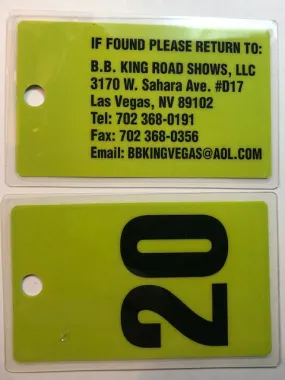 IF FOUND PLEASE RETURN TO:
B.B. KING ROAD SHOWS, LLC
3170 W. Sahara Ave. #D17
Las Vegas, NV 89102
Tel: 702 368-0191
Fax: 702 368-0356
Email: BBKINGVEGAS@AOL.COM
20